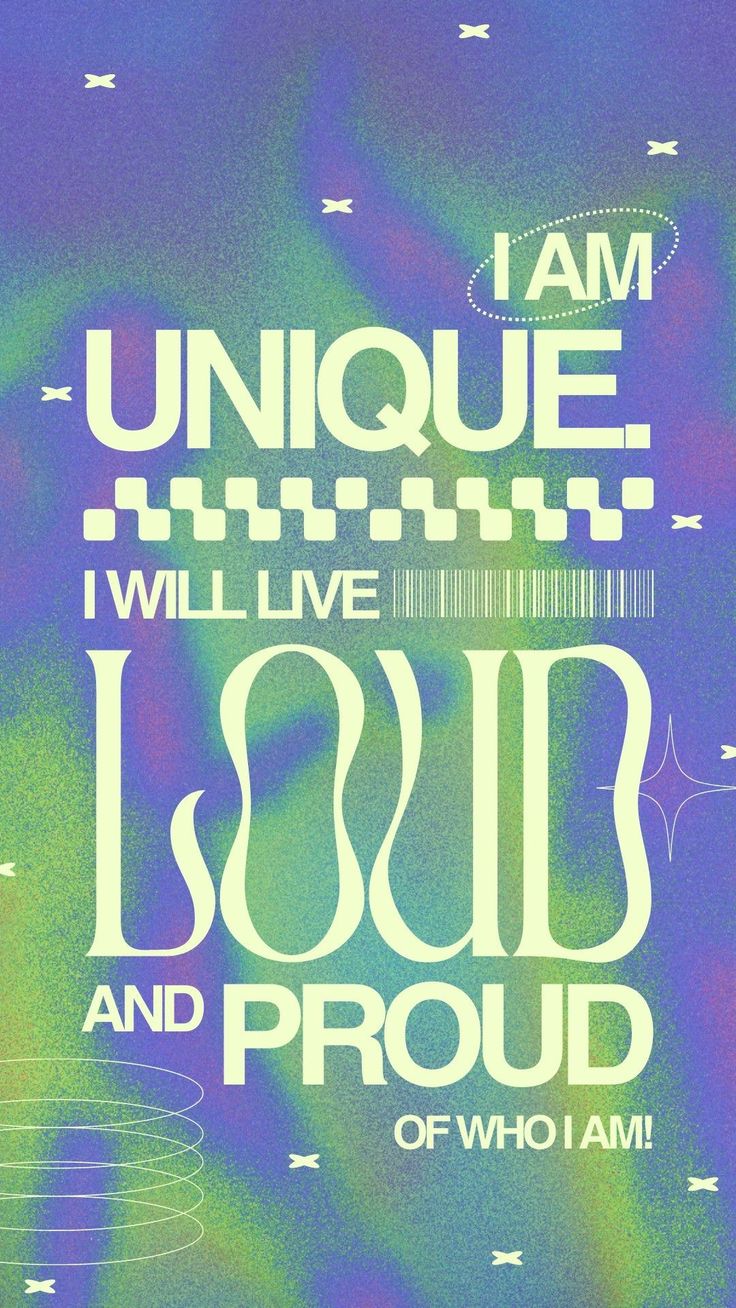 I AM
UNIQUE.
I WILL LIVE
LOUD
AND PROUD
OF WHO I AM!